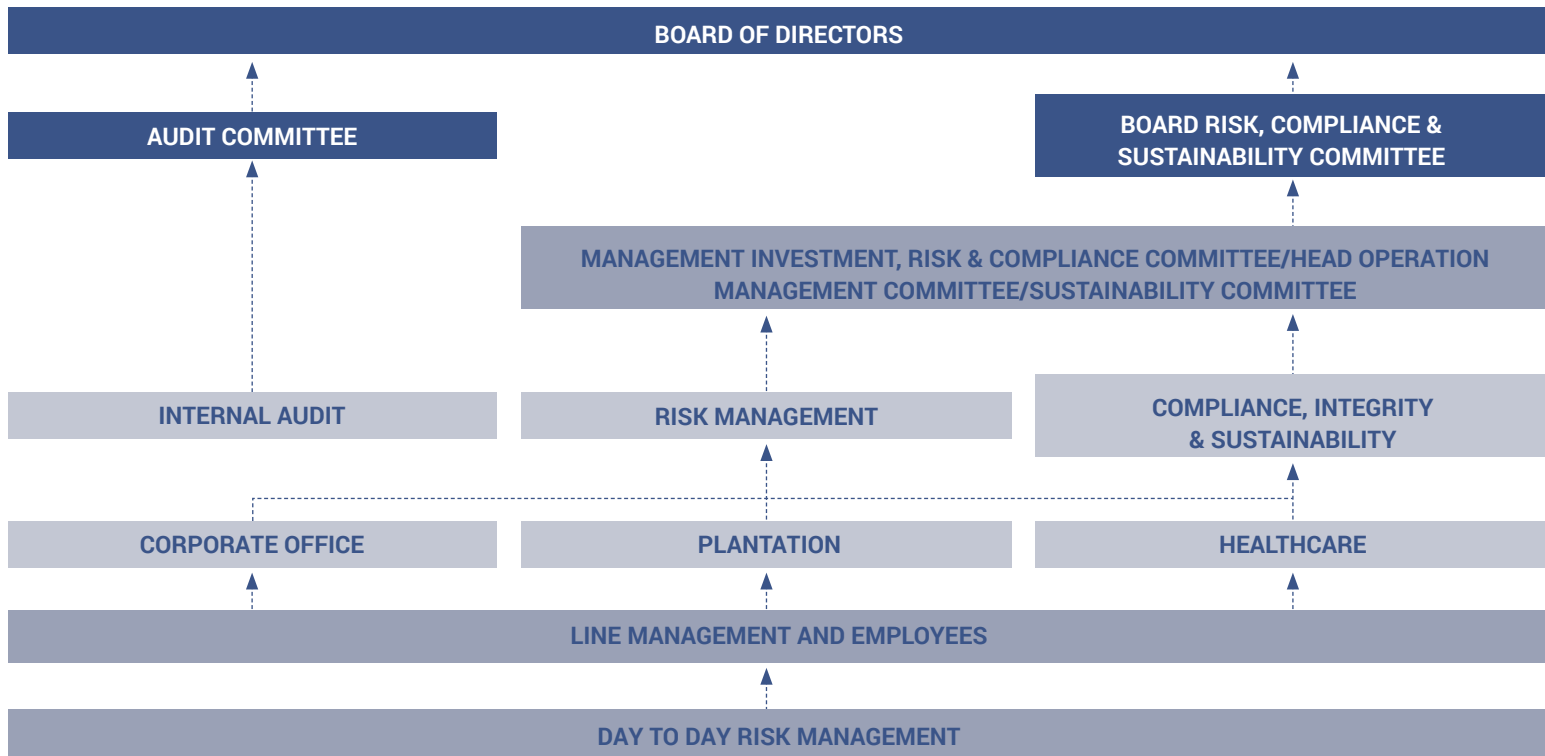 BOARD OF DIRECTORS
AUDIT COMMITTEE
BOARD RISK, COMPLIANCE &
SUSTAINABILITY COMMITTEE
MANAGEMENT INVESTMENT, RISK & COMPLIANCE COMMITTEE/HEAD OPERATION
MANAGEMENT COMMITTEE/SUSTAINABILITY COMMITTEE
INTERNAL AUDIT
RISK MANAGEMENT
COMPLIANCE, INTEGRITY
& SUSTAINABILITY
CORPORATE OFFICE
PLANTATION
HEALTHCARE
LINE MANAGEMENT AND EMPLOYEES
DAY TO DAY RISK MANAGEMENT